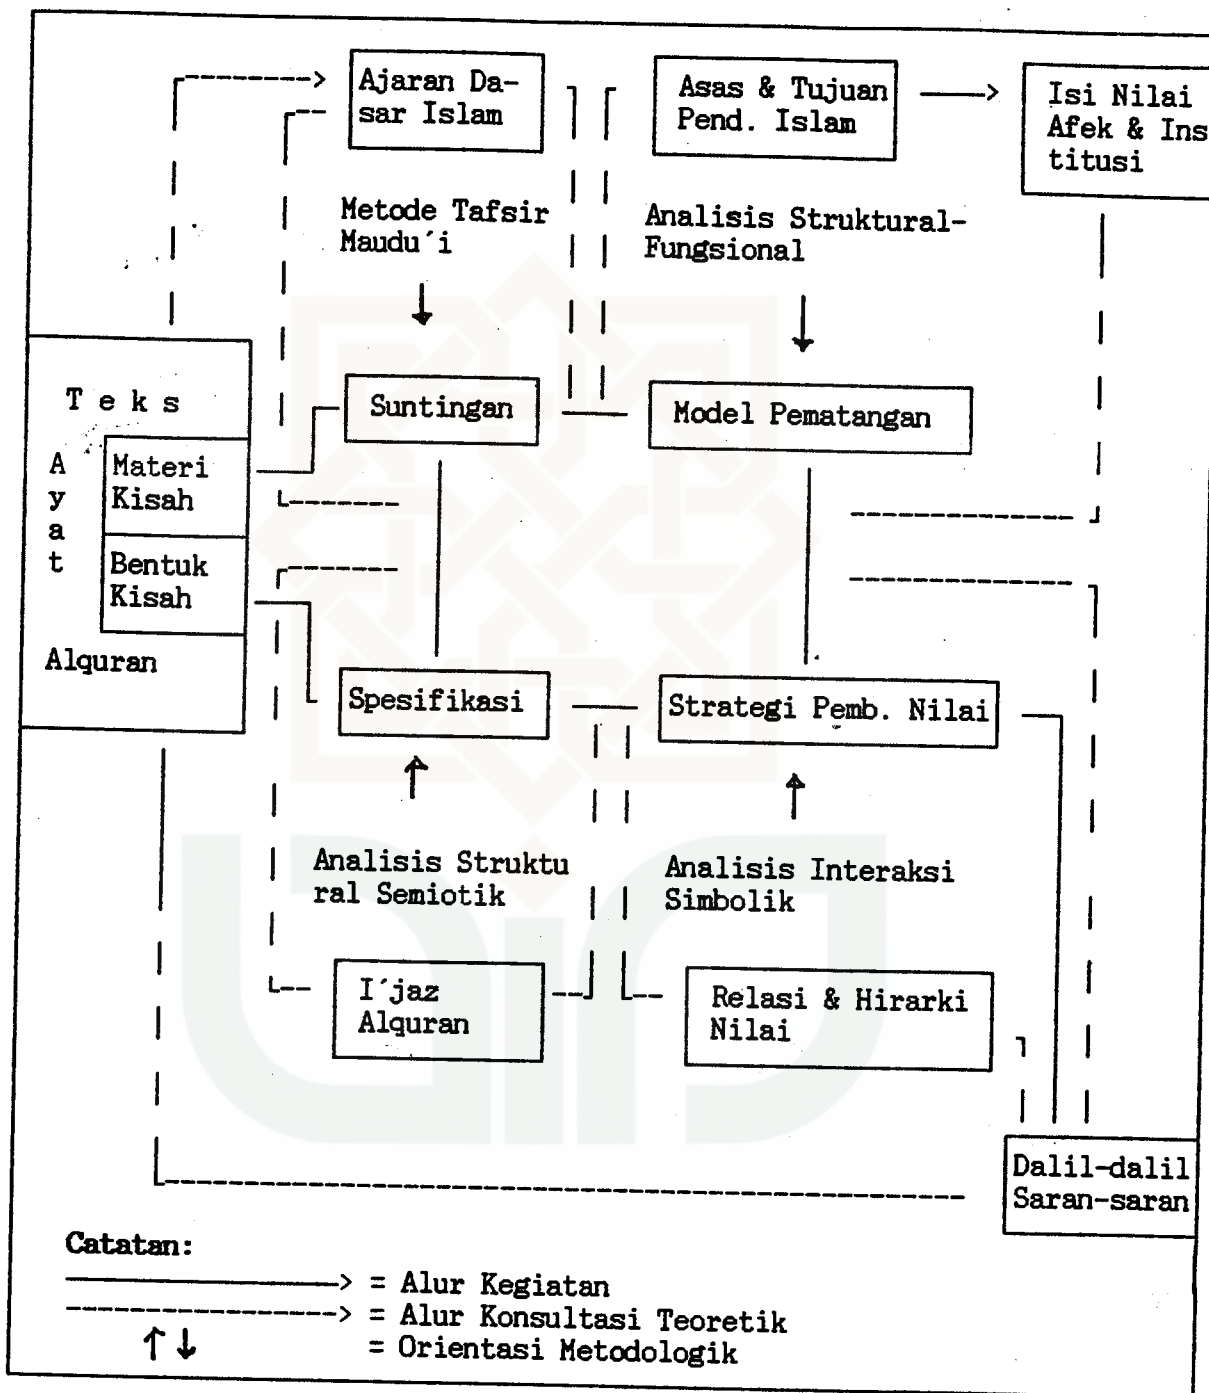 Ajaran Da-
sar Islam
Asas & Tujuan
Pend. Islam
Isi Nilai
Afek & Ins
titusi
Metode Tafsir
Maudu´i
Analisis Struktural-
Fungsional
T e k s
A
y
a
t
Materi
Kisah
Bentuk
Kisah
Alquran
Suntingan
Model Pematangan
Spesifikasi
Strategi Pemb. Nilai
Analisis Struktu
ral Semiotik
Analisis Interaksi
Simbolik
I´jaz
Alquran
Relasi & Hirarki
Nilai
Dalil-dalil
Saran-saran
Catatan:
= Alur Kegiatan
= Alur Konsultasi Teoretik
= Orientasi Metodologik